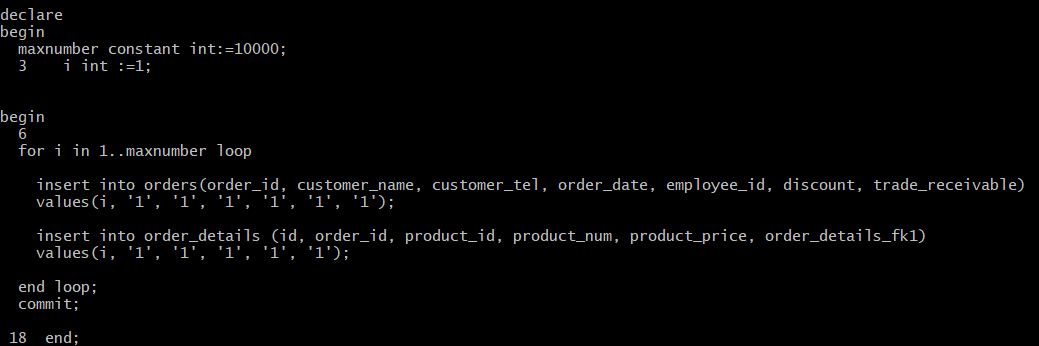 declare
begin
maxnumber constant int:=10000;
3 i int :=1;
begin
6
for i in 1..maxnumber loop
insert into orders(order_id, customer_name, customer_tel, order_date, employee_id, discount, trade_receivable)
values(i, '1', '1', '1', '1', '1', '1');
insert into order_details (id, order_id, product_id, product_num, product_price, order_details_fk1)
values(i, '1', '1', '1', '1', '1');
end loop;
commit;
18 end;